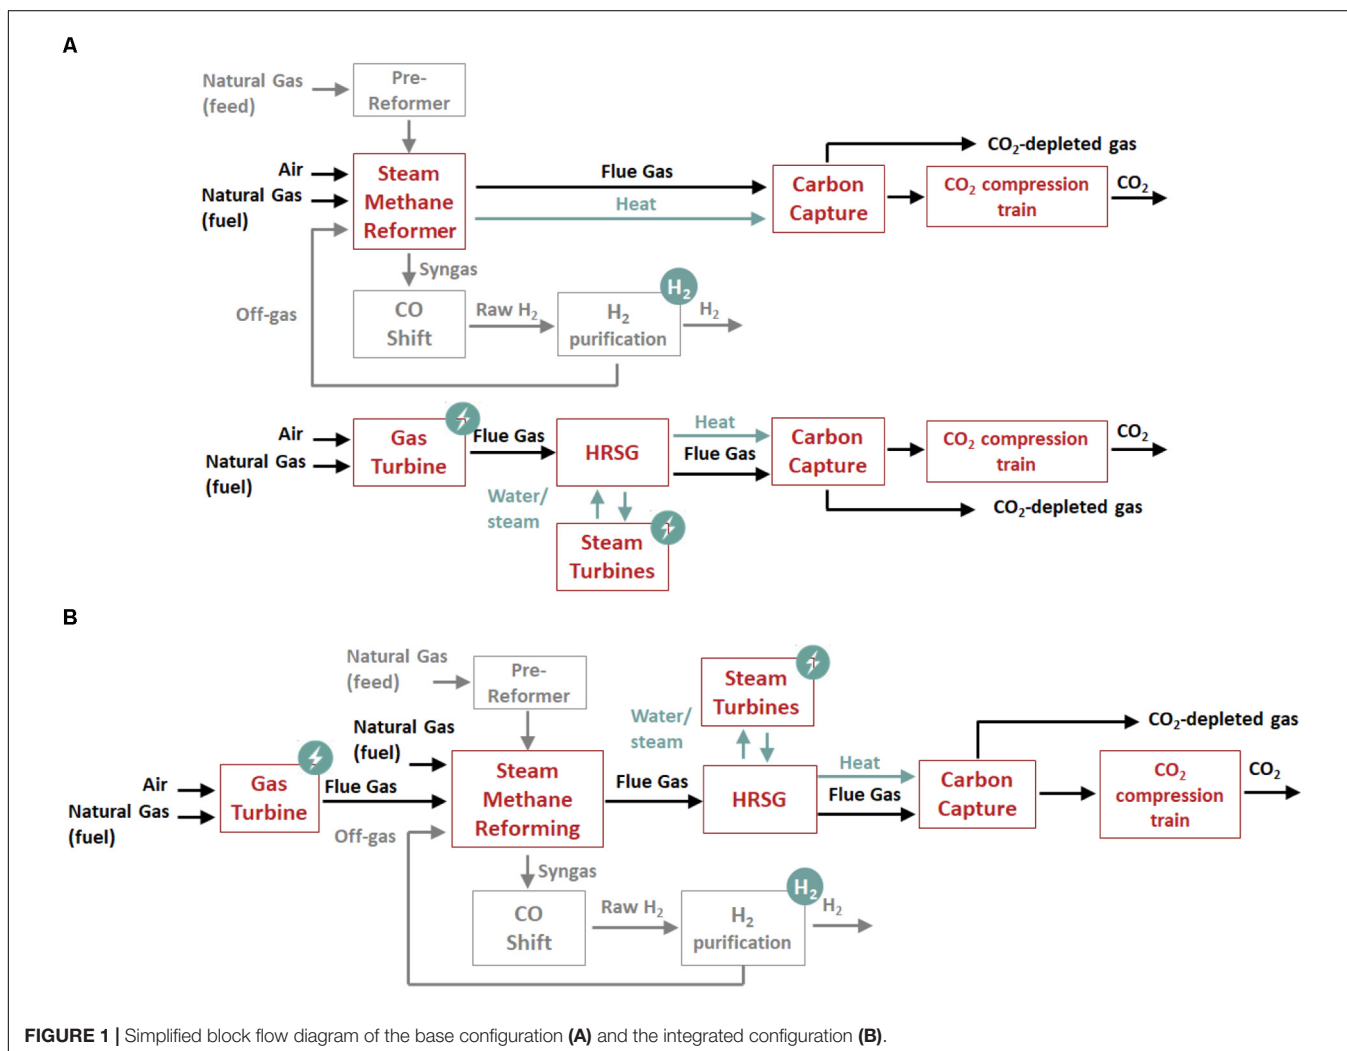 A
Natural Gas
(feed)
Pre-
Reformer
Air
Natural Gas
(fuel)
Steam
Methane
Reformer
Flue Gas
Heat
Carbon
Capture
CO₂-depleted gas
CO₂ compression
train
CO₂
Syngas
Off-gas
CO
Shift
Raw H₂
H₂
purification
H₂
H₂
Air
Natural Gas
(fuel)
Gas
Turbine
Flue Gas
HRSG
Heat
Flue Gas
Carbon
Capture
CO₂ compression
train
CO₂
CO₂-depleted gas
Water/
steam
Steam
Turbines
B
Natural Gas
(feed)
Pre-
Reformer
Natural Gas
(fuel)
Air
Natural Gas
(fuel)
Gas
Turbine
Flue Gas
Off-gas
Steam
Methane
Reforming
Flue Gas
Water/
steam
Steam
Turbines
HRSG
Heat
Flue Gas
Carbon
Capture
CO₂-depleted gas
CO₂
compression
train
CO₂
Syngas
CO
Shift
Raw H₂
H₂
purification
H₂
H₂
FIGURE 1 | Simplified block flow diagram of the base configuration (A) and the integrated configuration (B).